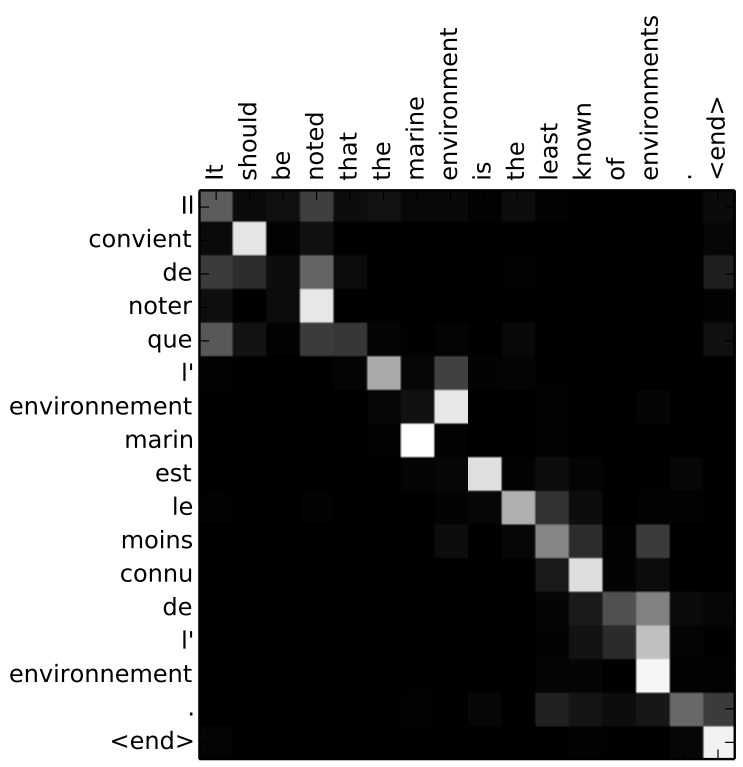 It should be noted that the marine environment is the least known of environments . <end>
Il
convient
de
noter
que
l'
environnement
marin
est
le
moins
connu
de
l'
environnement
.
<end>